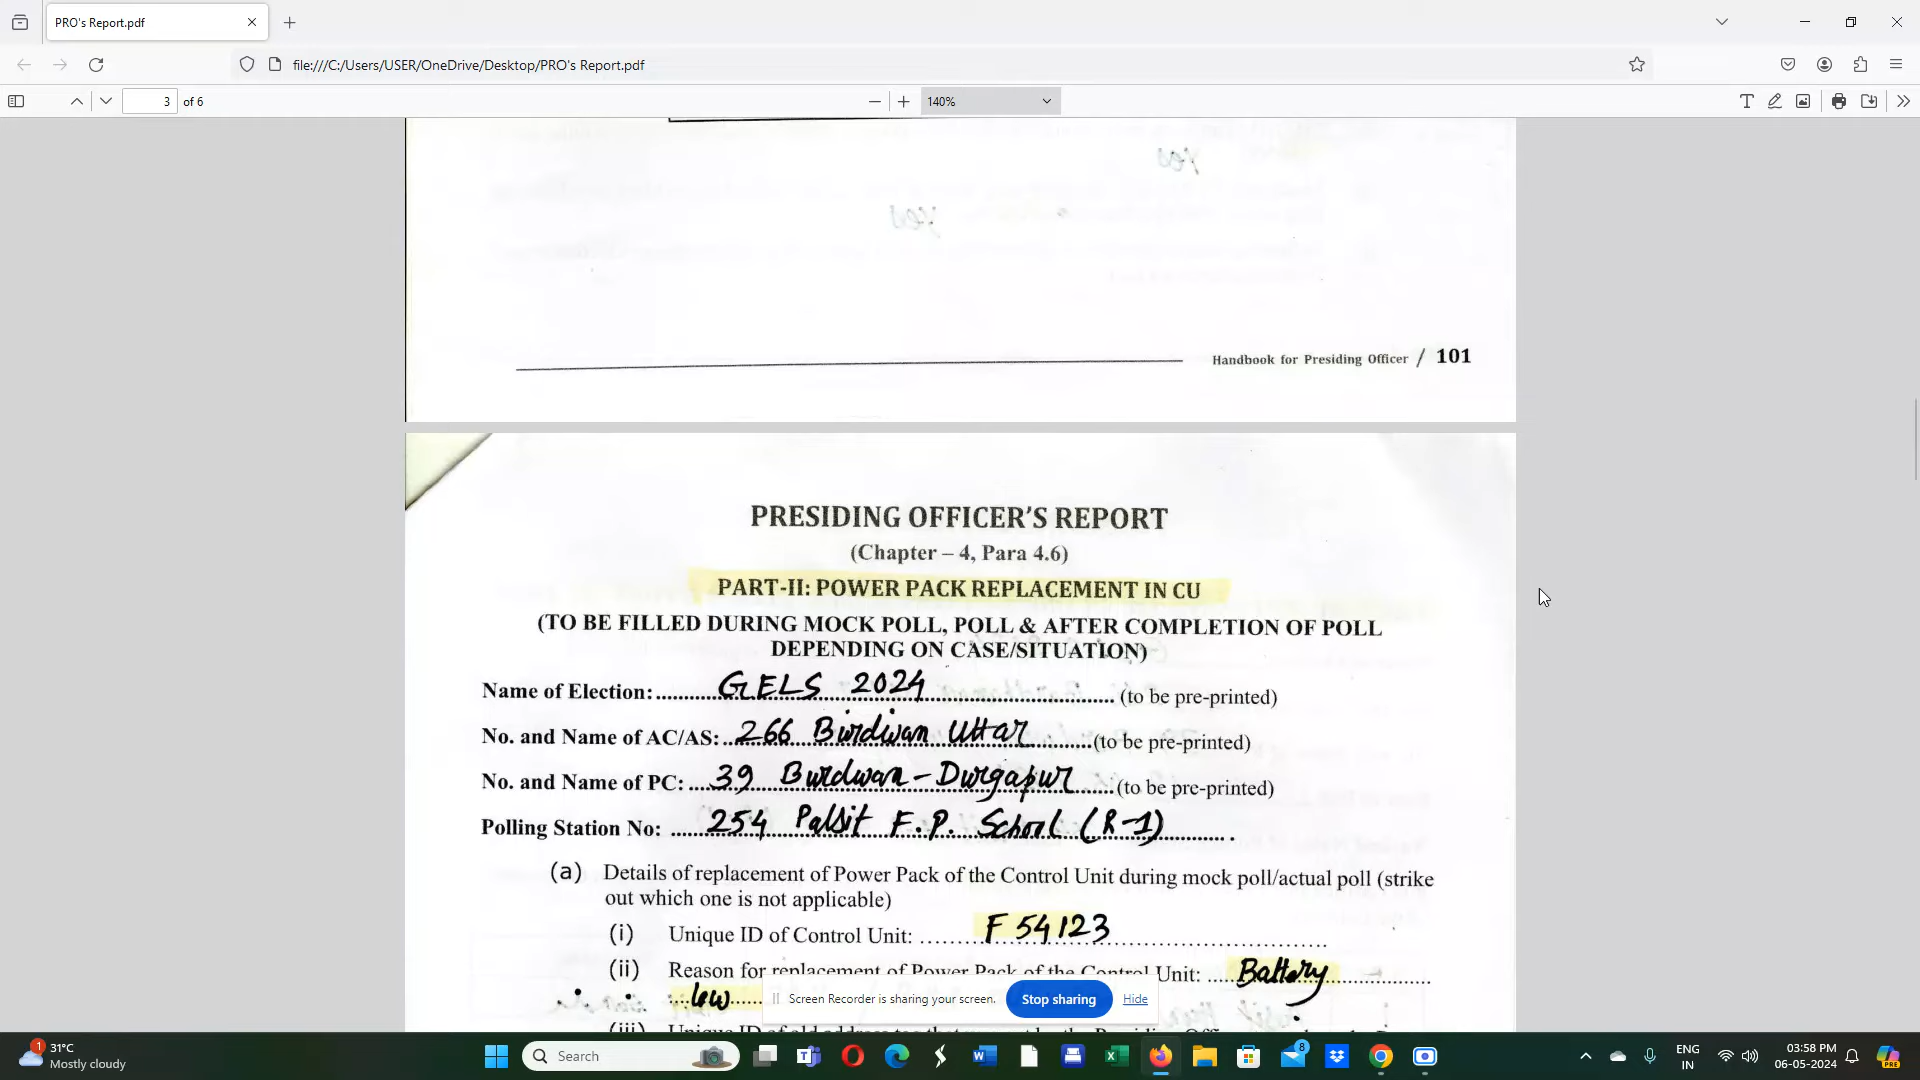 PRO's Report.pdf
file:///C:/Users/USER/OneDrive/Desktop/PRO's Report.pdf
3 of 6
140%
Handbook for Presiding Officer / 101
PRESIDING OFFICER'S REPORT
(Chapter – 4, Para 4.6)
PART-II: POWER PACK REPLACEMENT IN CU
(TO BE FILLED DURING MOCK POLL, POLL & AFTER COMPLETION OF POLL
DEPENDING ON CASE/SITUATION)
Name of Election: GELS 2024 (to be pre-printed)
No. and Name of AC/AS: 266 Burdwan Uttar (to be pre-printed)
No. and Name of PC: 39 Burdwan-Durgapur (to be pre-printed)
Polling Station No: 254 Palsit F.P. School (R-1)
(a) Details of replacement of Power Pack of the Control Unit during mock poll/actual poll (strike
out which one is not applicable)
(i) Unique ID of Control Unit: F 54123
(ii) Reason for replacement of Power Pack of the Control Unit: Battery
low
Screen Recorder is sharing your screen. Stop sharing Hide
1
31°C
Mostly cloudy
Search
8
ENG
IN
03:58 PM
06-05-2024
PRE